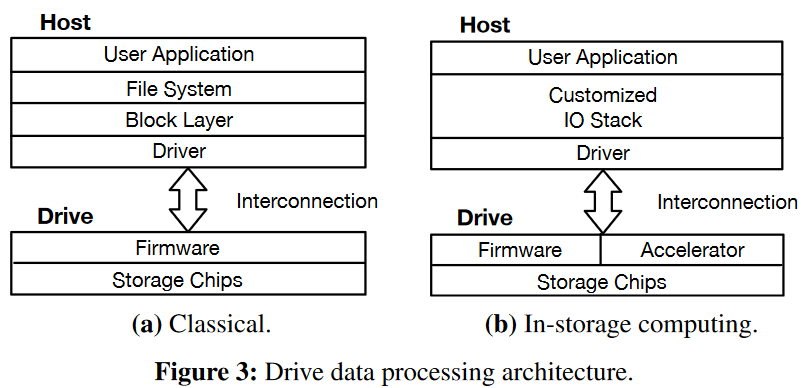 Host
User Application
File System
Block Layer
Driver
Interconnection
Drive
Firmware
Storage Chips
(a) Classical.
Host
User Application
Customized
IO Stack
Driver
Interconnection
Drive
Firmware Accelerator
Storage Chips
(b) In-storage computing.
Figure 3: Drive data processing architecture.